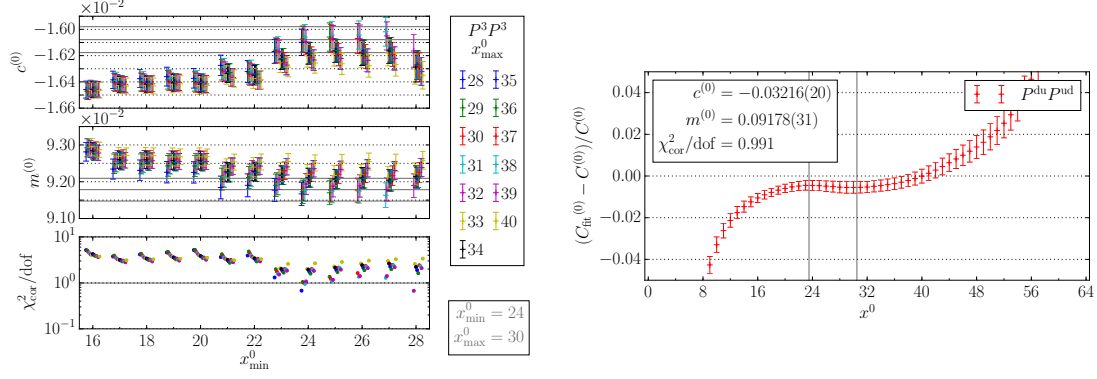 ×10⁻²
−1.60
−1.62
−1.64
−1.66
c⁽⁰⁾
×10⁻²
9.30
9.20
9.10
m⁽⁰⁾
10¹
10⁰
10⁻¹
χ²cor/dof
16 18 20 22 24 26 28
x⁰min
P³P³
x⁰max
28 35
29 36
30 37
31 38
32 39
33 40
34
x⁰min = 24
x⁰max = 30
0.04
0.02
0.00
−0.02
−0.04
(Cfit⁽⁰⁾ − C⁽⁰⁾)/C⁽⁰⁾
c⁽⁰⁾ = −0.03216(20)
m⁽⁰⁾ = 0.09178(31)
χ²cor/dof = 0.991
PᵈᵘPᵘᵈ
0 8 16 24 32 40 48 56 64
x⁰